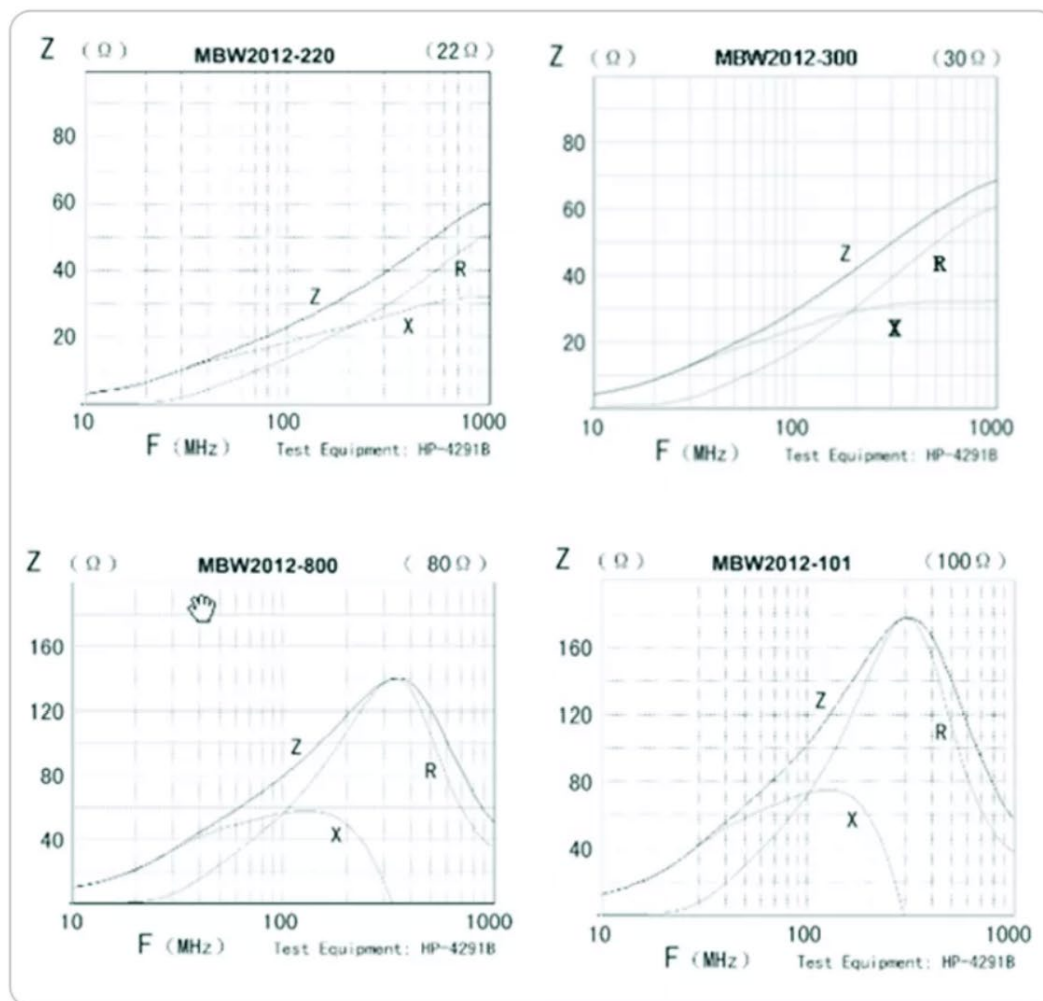 Z (Ω) MBW2012-220 (22Ω)
80
60
40
20
Z
R
X
10 100 1000
F (MHz) Test Equipment: HP-4291B
Z (Ω) MBW2012-300 (30Ω)
80
60
40
20
Z
R
X
10 100 1000
F (MHz) Test Equipment: HP-4291B
Z (Ω) MBW2012-800 (80Ω)
160
120
80
40
Z
R
X
10 100 1000
F (MHz) Test Equipment: HP-4291B
Z (Ω) MBW2012-101 (100Ω)
160
120
80
40
Z
R
X
10 100 1000
F (MHz) Test Equipment: HP-4291B